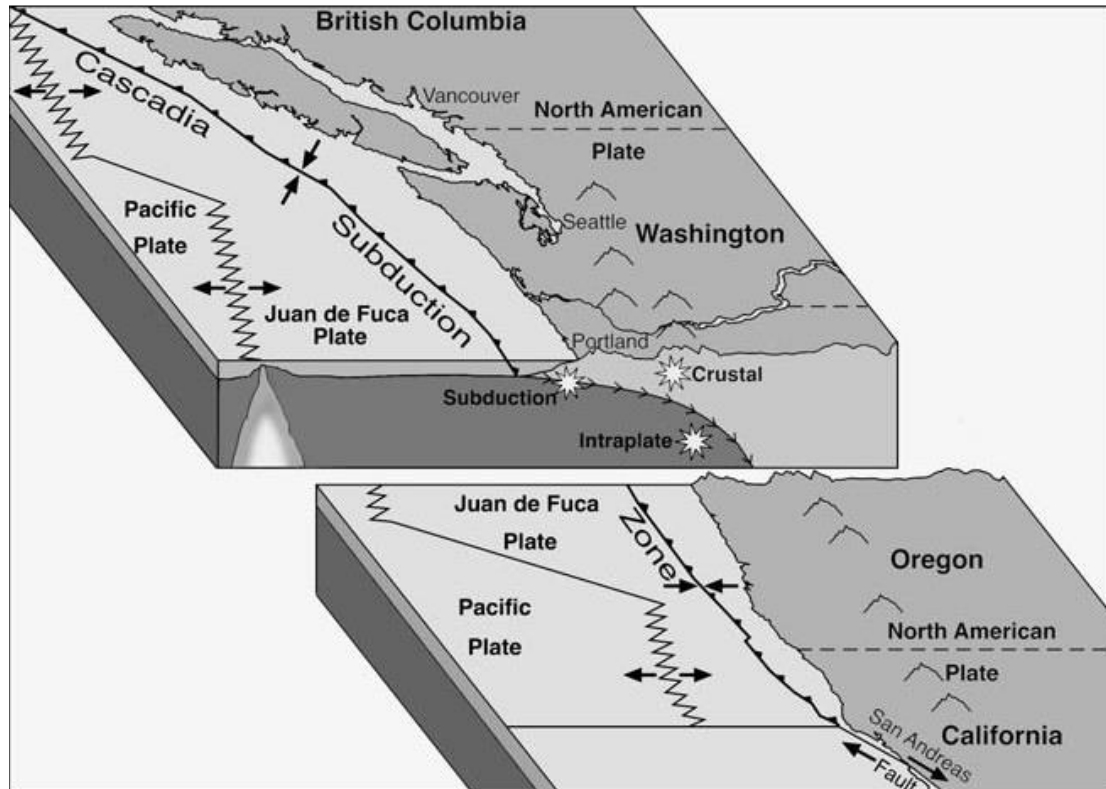 British Columbia
Cascadia
Vancouver
North American
Plate
Pacific
Plate
Seattle
Subduction
Washington
Juan de Fuca
Plate
Portland
Subduction
Crustal
Intraplate
Juan de Fuca
Plate
Zone
Oregon
Pacific
Plate
North American
Plate
San Andreas
California
Fault